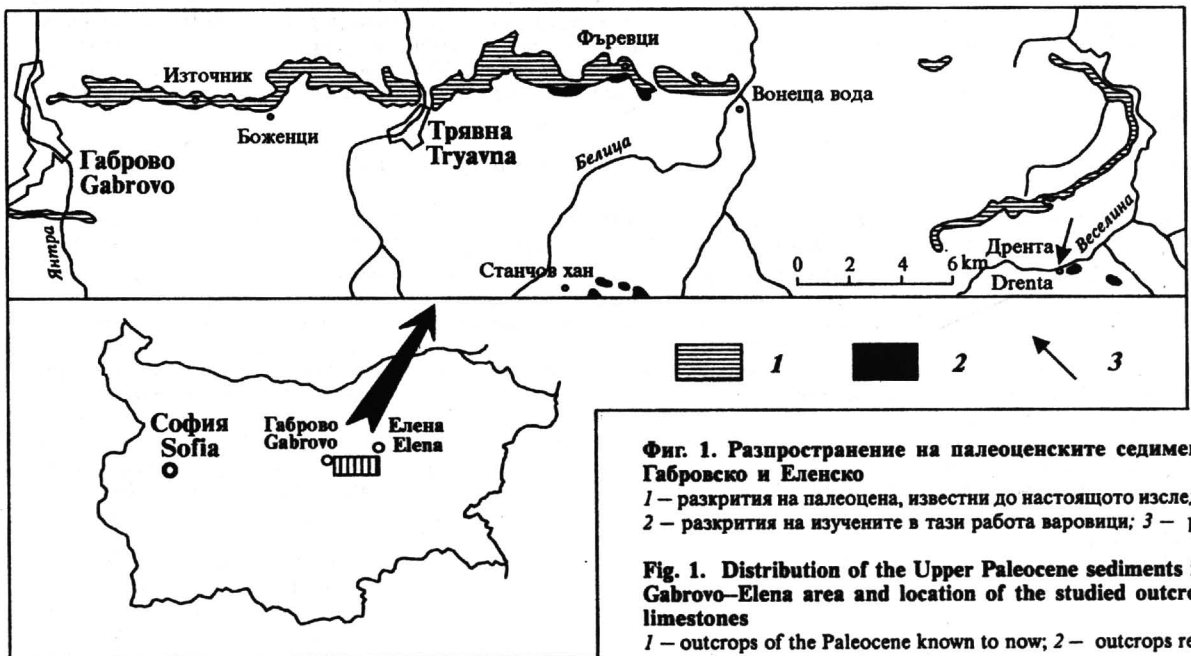 Източник
Боженци
Габрово
Gabrovo
Янтра
Трявна
Tryavna
Фъревци
Вонеща вода
Белица
Станчов хан
Дрента
Drenta
Веселина
0 2 4 6 km
София
Sofia
Габрово
Gabrovo
Елена
Elena
1 2 3
Фиг. 1. Разпространение на палеоценските
Габровско и Еленско
1 — разкрития на палеоцена, известни до настоящото
2 — разкрития на изучените в тази работа варовици; 3 —
Fig. 1. Distribution of the Upper Paleocene sediments
Gabrovo—Elena area and location of the studied
limestones
1 — outcrops of the Paleocene known to now; 2 — outcrops